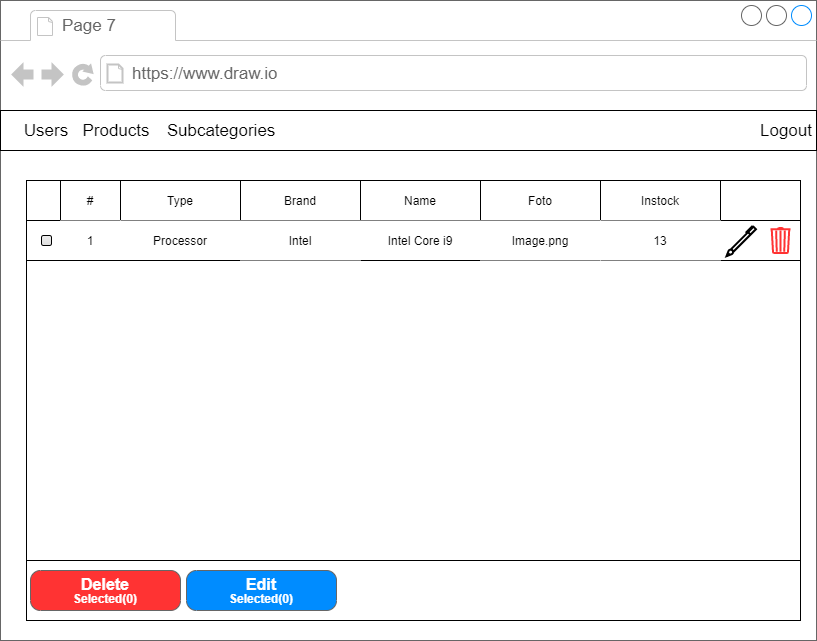 Page 7
https://www.draw.io
Users Products Subcategories Logout
# Type Brand Name Foto Instock
1 Processor Intel Intel Core i9 Image.png 13
Delete Edit
Selected(0) Selected(0)